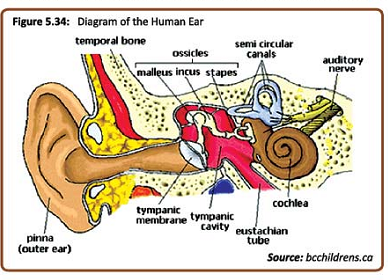 Figure 5.34: Diagram of the Human Ear
temporal bone
ossicles
malleus incus stapes
semi circular
canals
auditory
nerve
pinna
(outer ear)
tympanic
membrane
tympanic
cavity
eustachian
tube
cochlea
Source: bcchildrens.ca